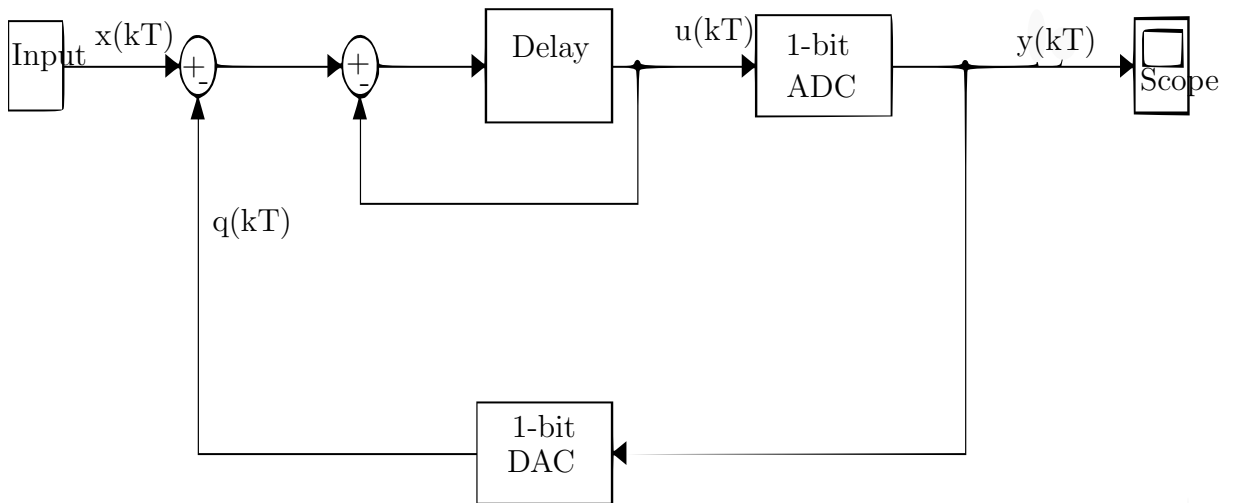 Input
x(kT)
+
-
+
-
Delay
u(kT)
1-bit
ADC
y(kT)
Scope
q(kT)
1-bit
DAC